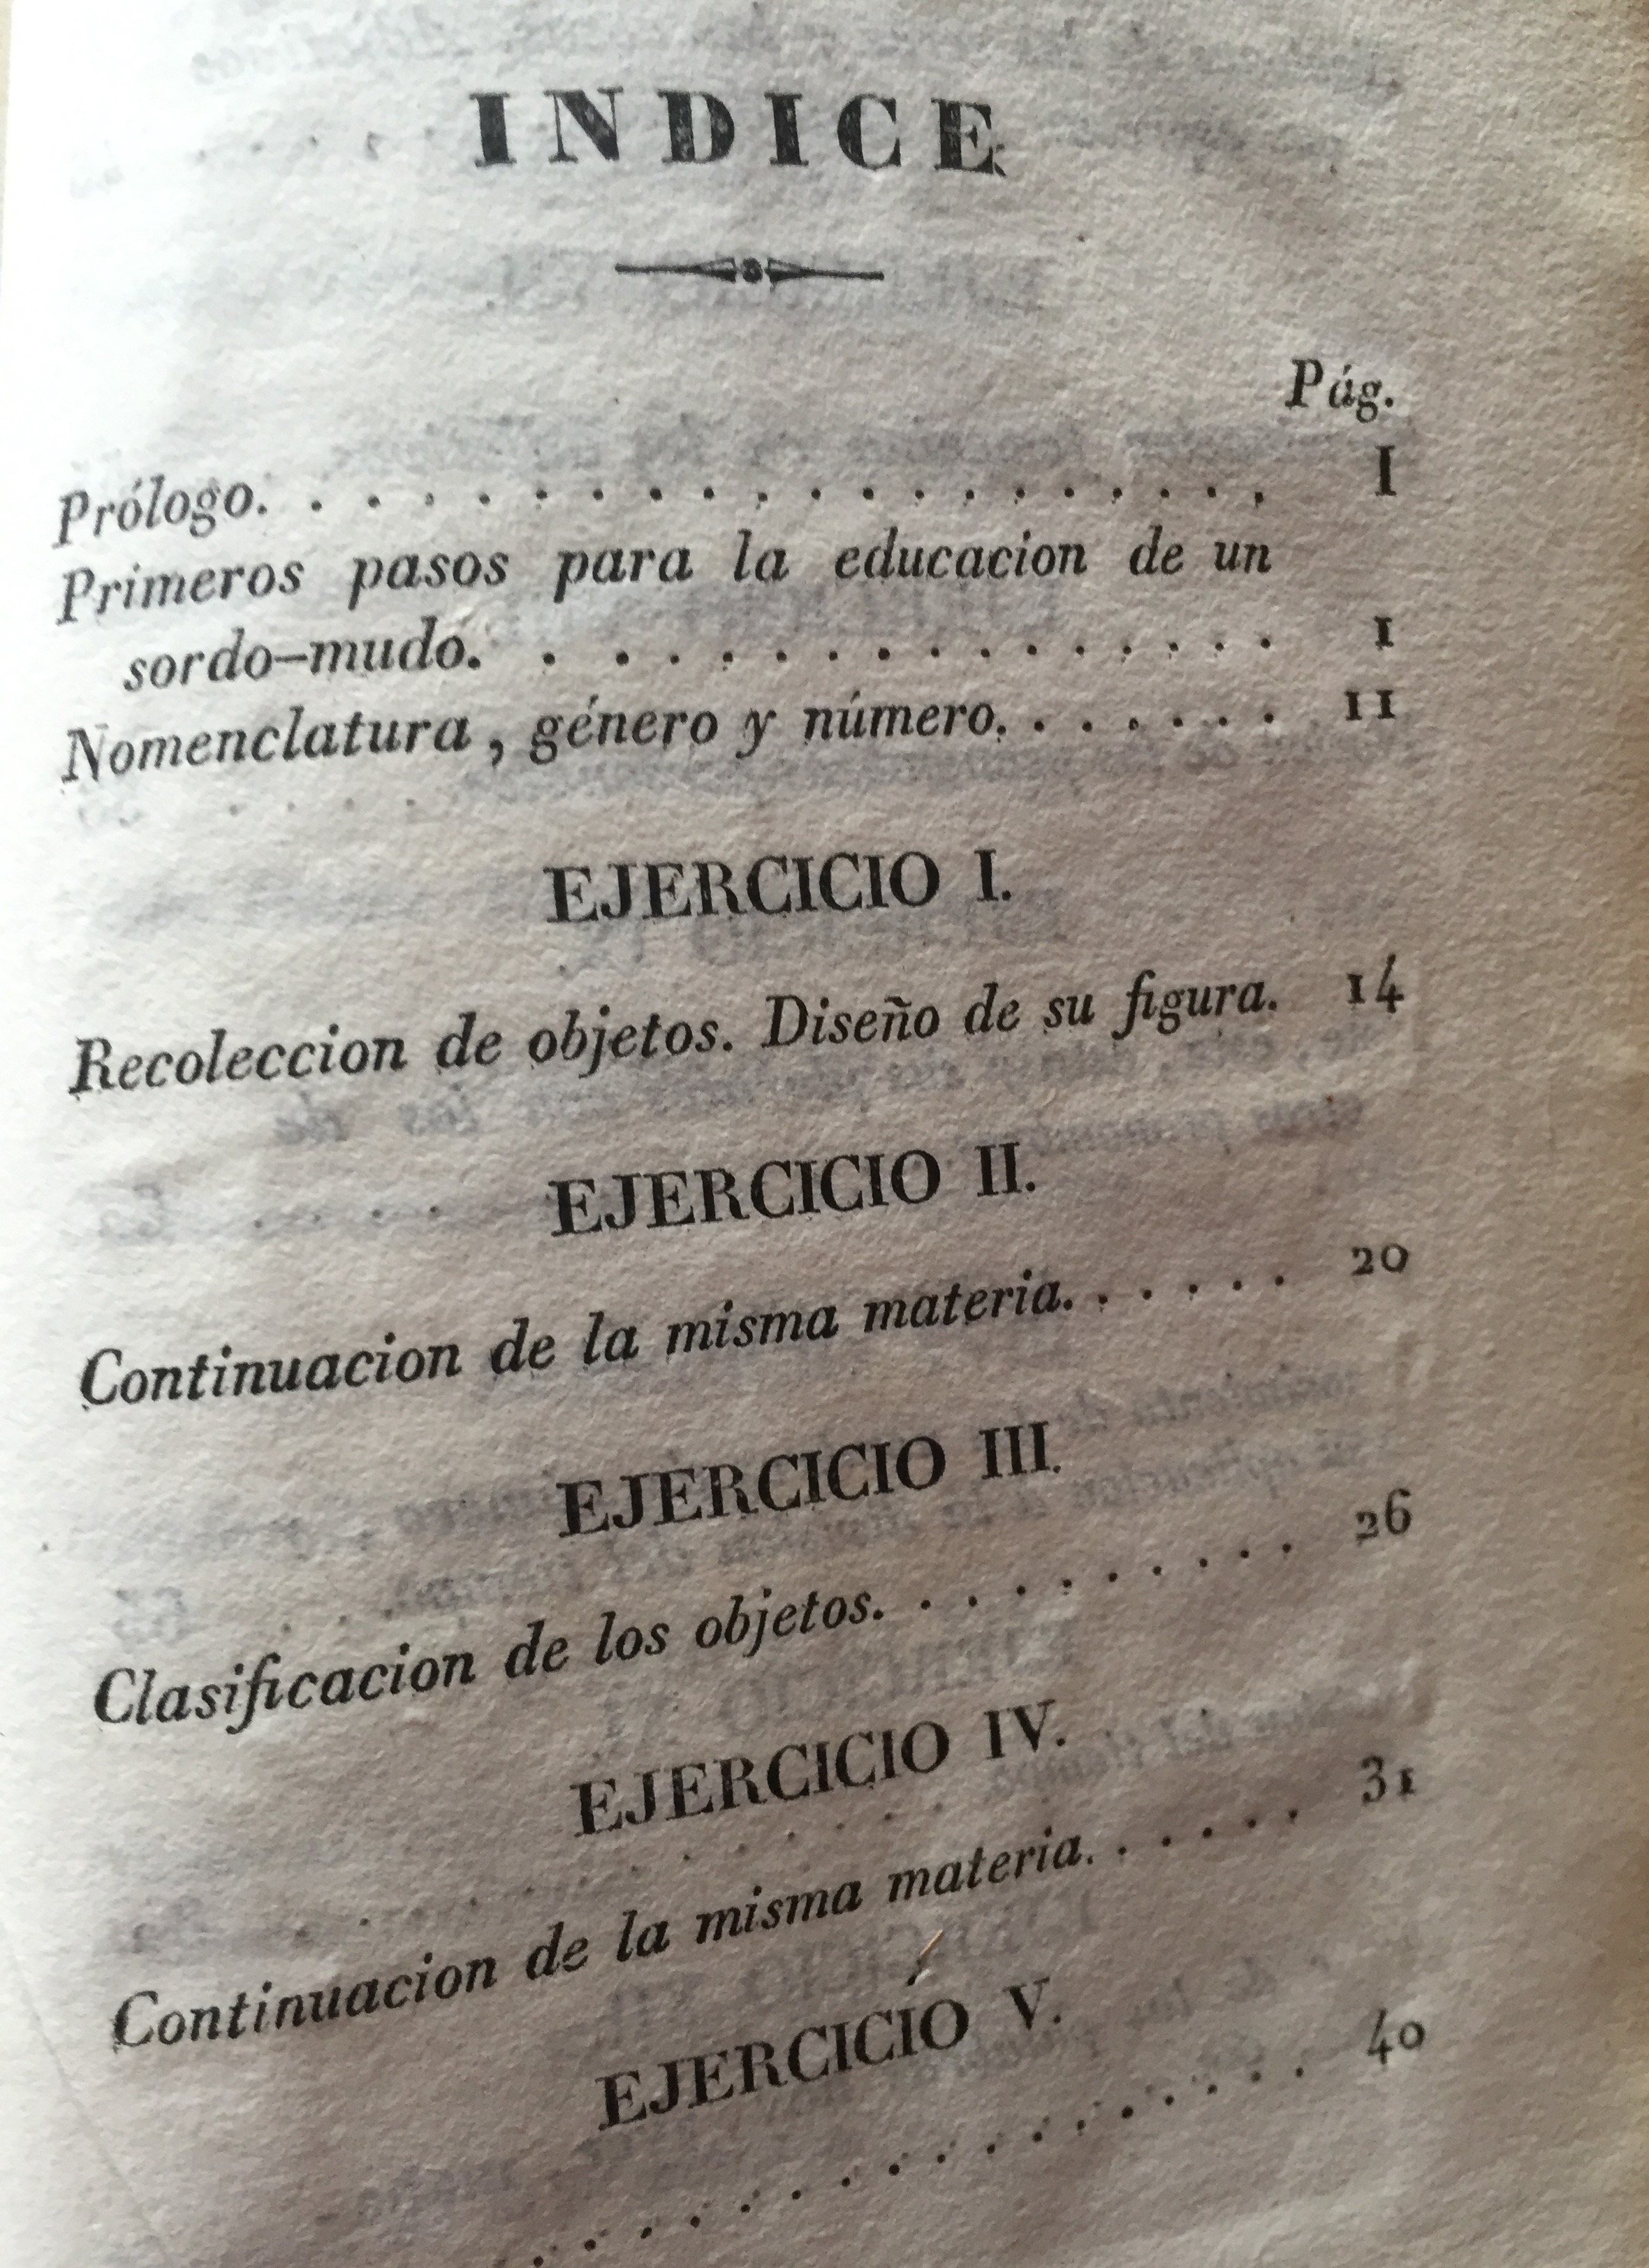 INDICE
Pág.
Prólogo. . . . . . . . . . . . . . . . . . . . I
Primeros pasos para la educacion de un
sordo-mudo. . . . . . . . . . . . . . . 1
Nomenclatura, género y número. . . . . . . 11
EJERCICIO I.
Recoleccion de objetos. Diseño de su figura. 14
EJERCICIO II.
Continuacion de la misma materia. . . . . . 20
EJERCICIO III.
Clasificacion de los objetos. . . . . . . . . . 26
EJERCICIO IV.
Continuacion de la misma materia. . . . . . 31
EJERCICIO V.
. . . . . . . . . . . . . . . . 40